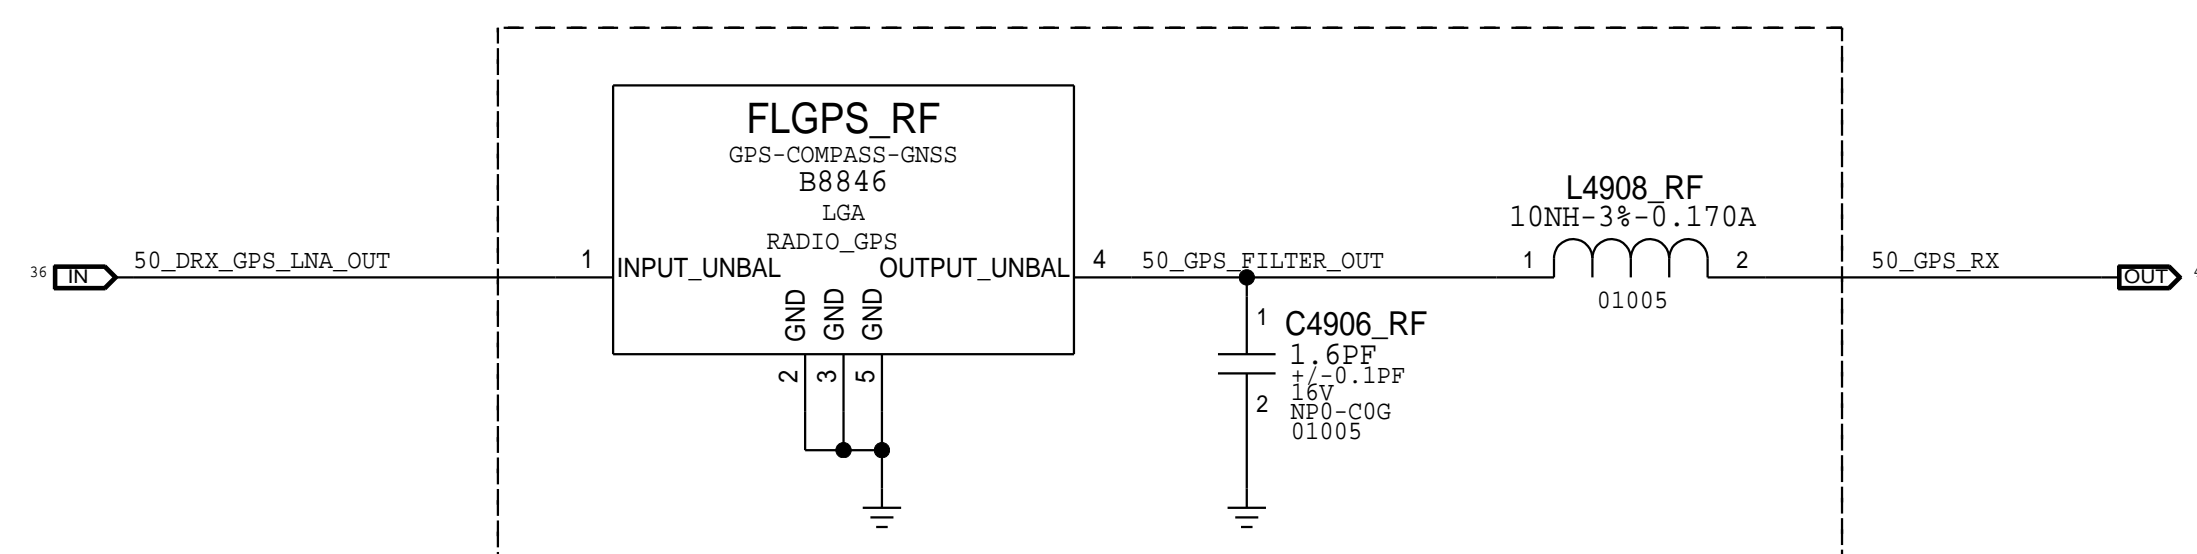 FLGPS_RF
GPS-COMPASS-GNSS
B8846
LGA
RADIO_GPS
36 IN
50_DRX_GPS_LNA_OUT
1
INPUT_UNBAL
OUTPUT_UNBAL
4
50_GPS_FILTER_OUT
GND
GND
GND
2
3
5
1
C4906_RF
1.6PF
+/-0.1PF
16V
2
NP0-C0G
01005
L4908_RF
10NH-3%-0.170A
1
2
01005
50_GPS_RX
OUT